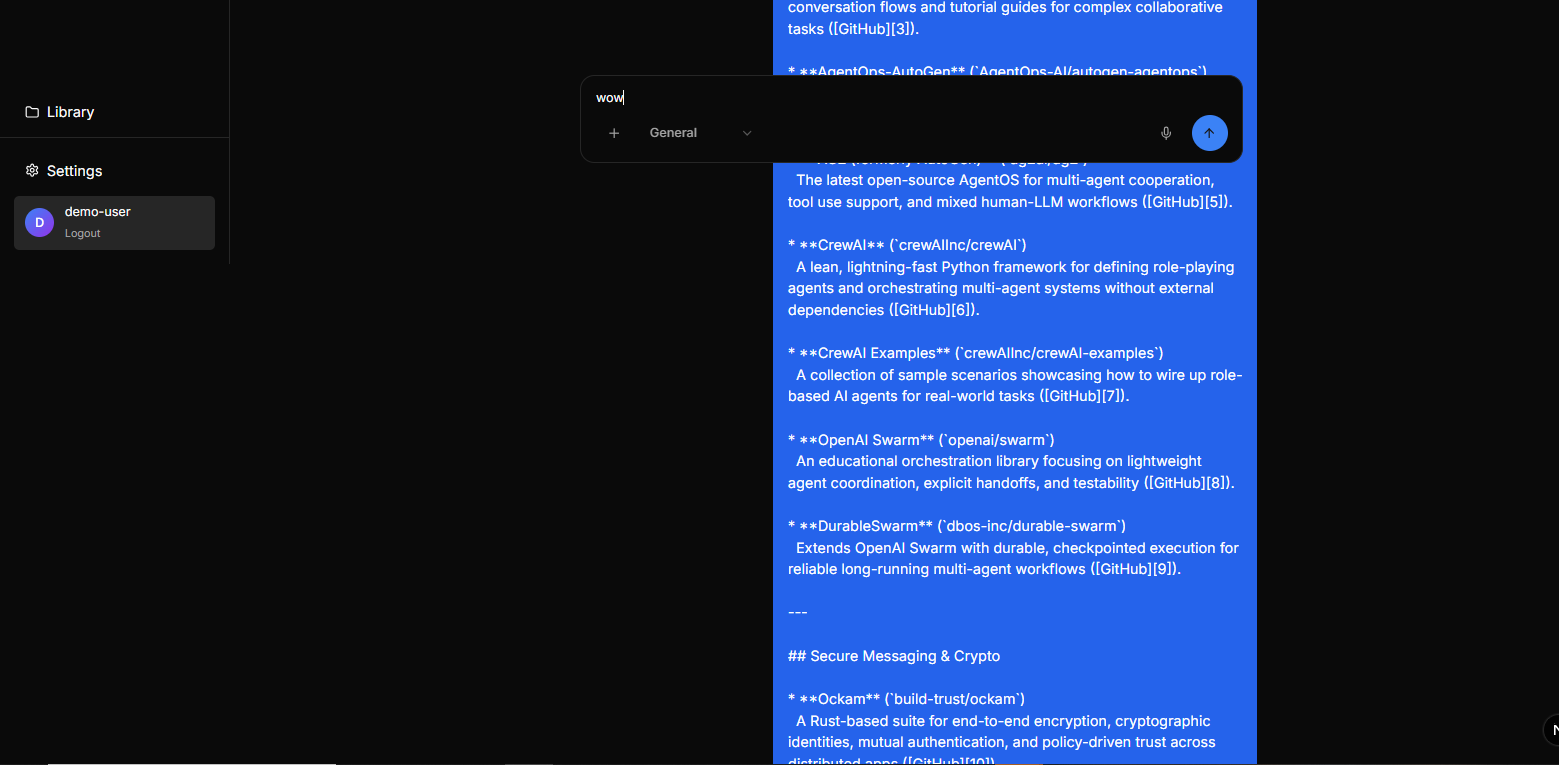 conversation flows and tutorial guides for complex collaborative
tasks ([GitHub][3]).
* **AgentOps-AutoGen** (`AgentOps-AI/autogen-agentops`)
wow
+ General
Library
Settings
D
demo-user
Logout
The latest open-source AgentOS for multi-agent cooperation,
tool use support, and mixed human-LLM workflows ([GitHub][5]).
* **CrewAI** (`crewAIInc/crewAI`)
A lean, lightning-fast Python framework for defining role-playing
agents and orchestrating multi-agent systems without external
dependencies ([GitHub][6]).
* **CrewAI Examples** (`crewAIInc/crewAI-examples`)
A collection of sample scenarios showcasing how to wire up role-
based AI agents for real-world tasks ([GitHub][7]).
* **OpenAI Swarm** (`openai/swarm`)
An educational orchestration library focusing on lightweight
agent coordination, explicit handoffs, and testability ([GitHub][8]).
* **DurableSwarm** (`dbos-inc/durable-swarm`)
Extends OpenAI Swarm with durable, checkpointed execution for
reliable long-running multi-agent workflows ([GitHub][9]).
---
## Secure Messaging & Crypto
* **Ockam** (`build-trust/ockam`)
A Rust-based suite for end-to-end encryption, cryptographic
identities, mutual authentication, and policy-driven trust across
distributed apps ([GitHub][10])
N